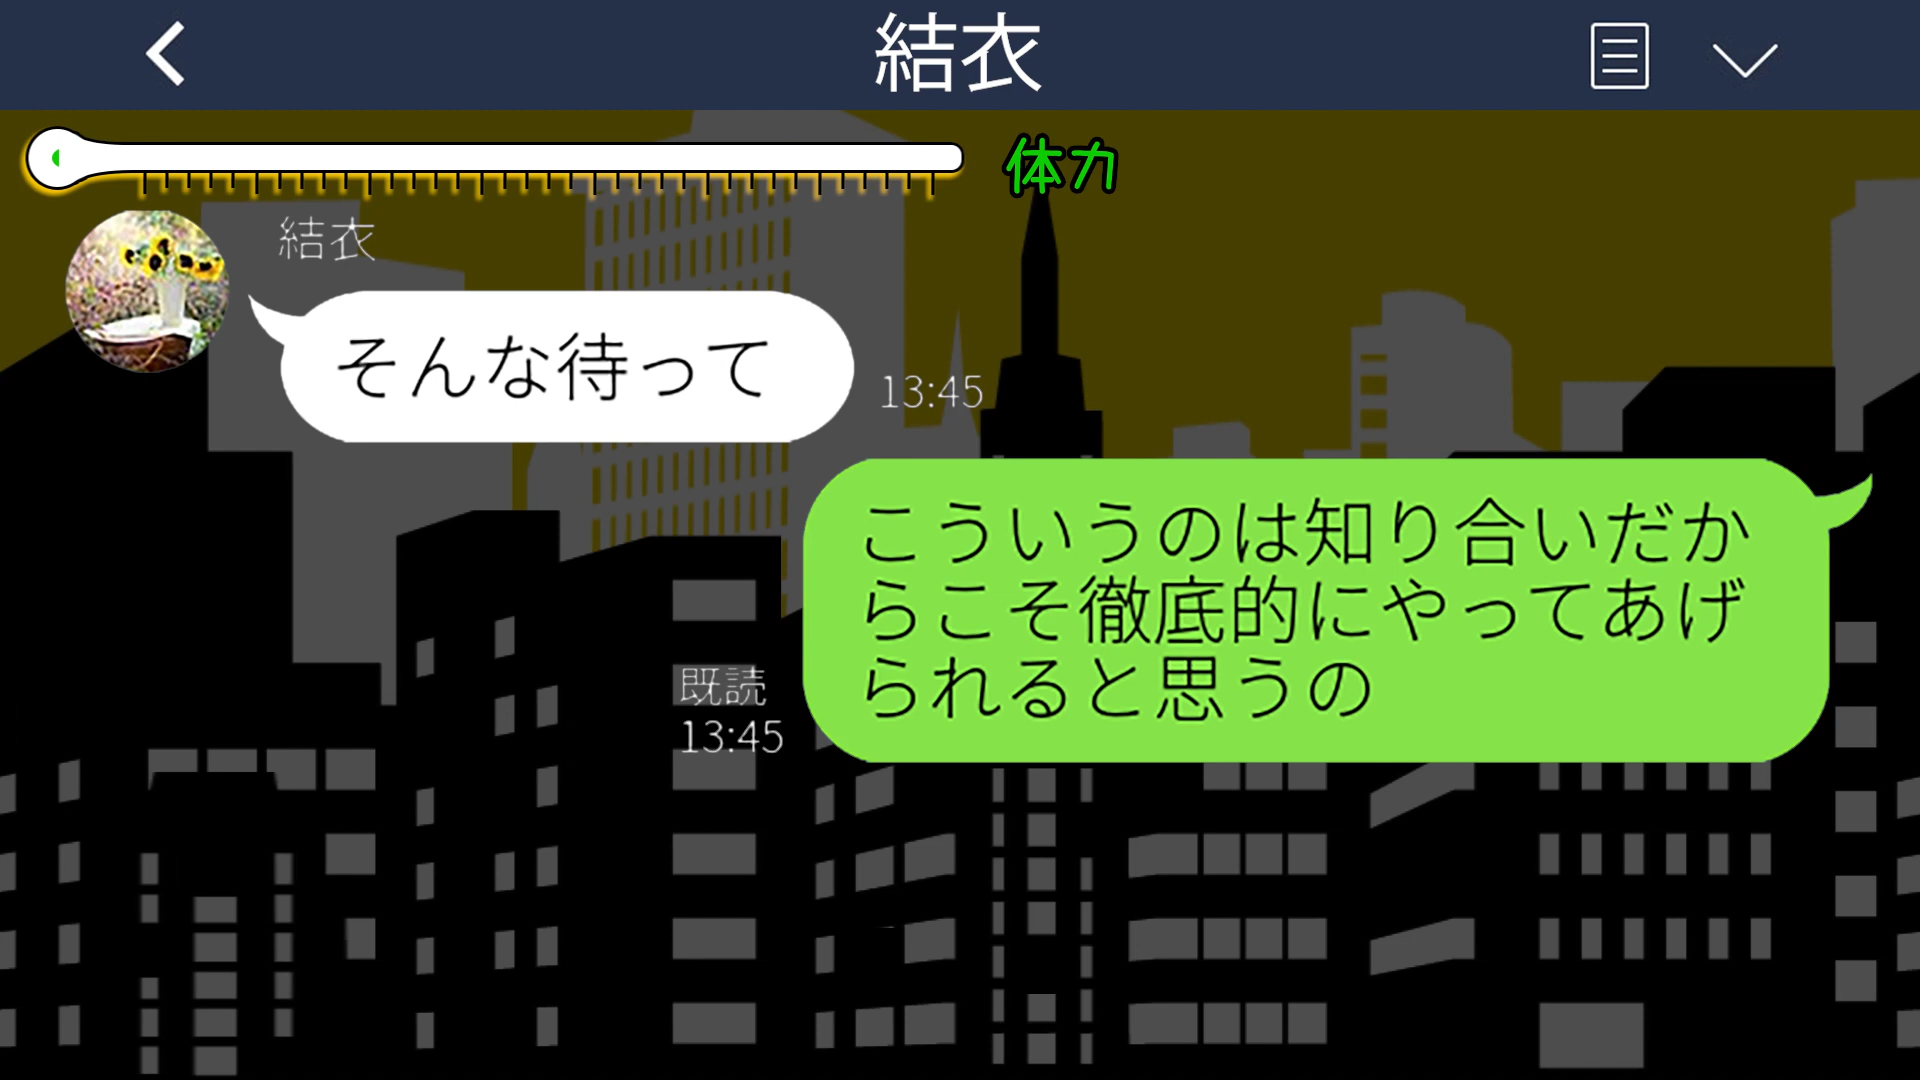 結衣
体力
結衣
そんな待って
13:45
こういうのは知り合いだか
らこそ徹底的にやってあげ
られると思うの
既読
13:45